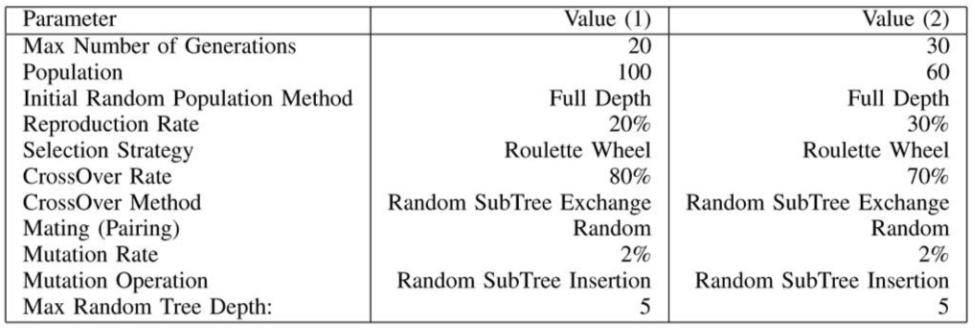 Parameter Value (1) Value (2)
Max Number of Generations 20 30
Population 100 60
Initial Random Population Method Full Depth Full Depth
Reproduction Rate 20% 30%
Selection Strategy Roulette Wheel Roulette Wheel
CrossOver Rate 80% 70%
CrossOver Method Random SubTree Exchange Random SubTree Exchange
Mating (Pairing) Random Random
Mutation Rate 2% 2%
Mutation Operation Random SubTree Insertion Random SubTree Insertion
Max Random Tree Depth: 5 5